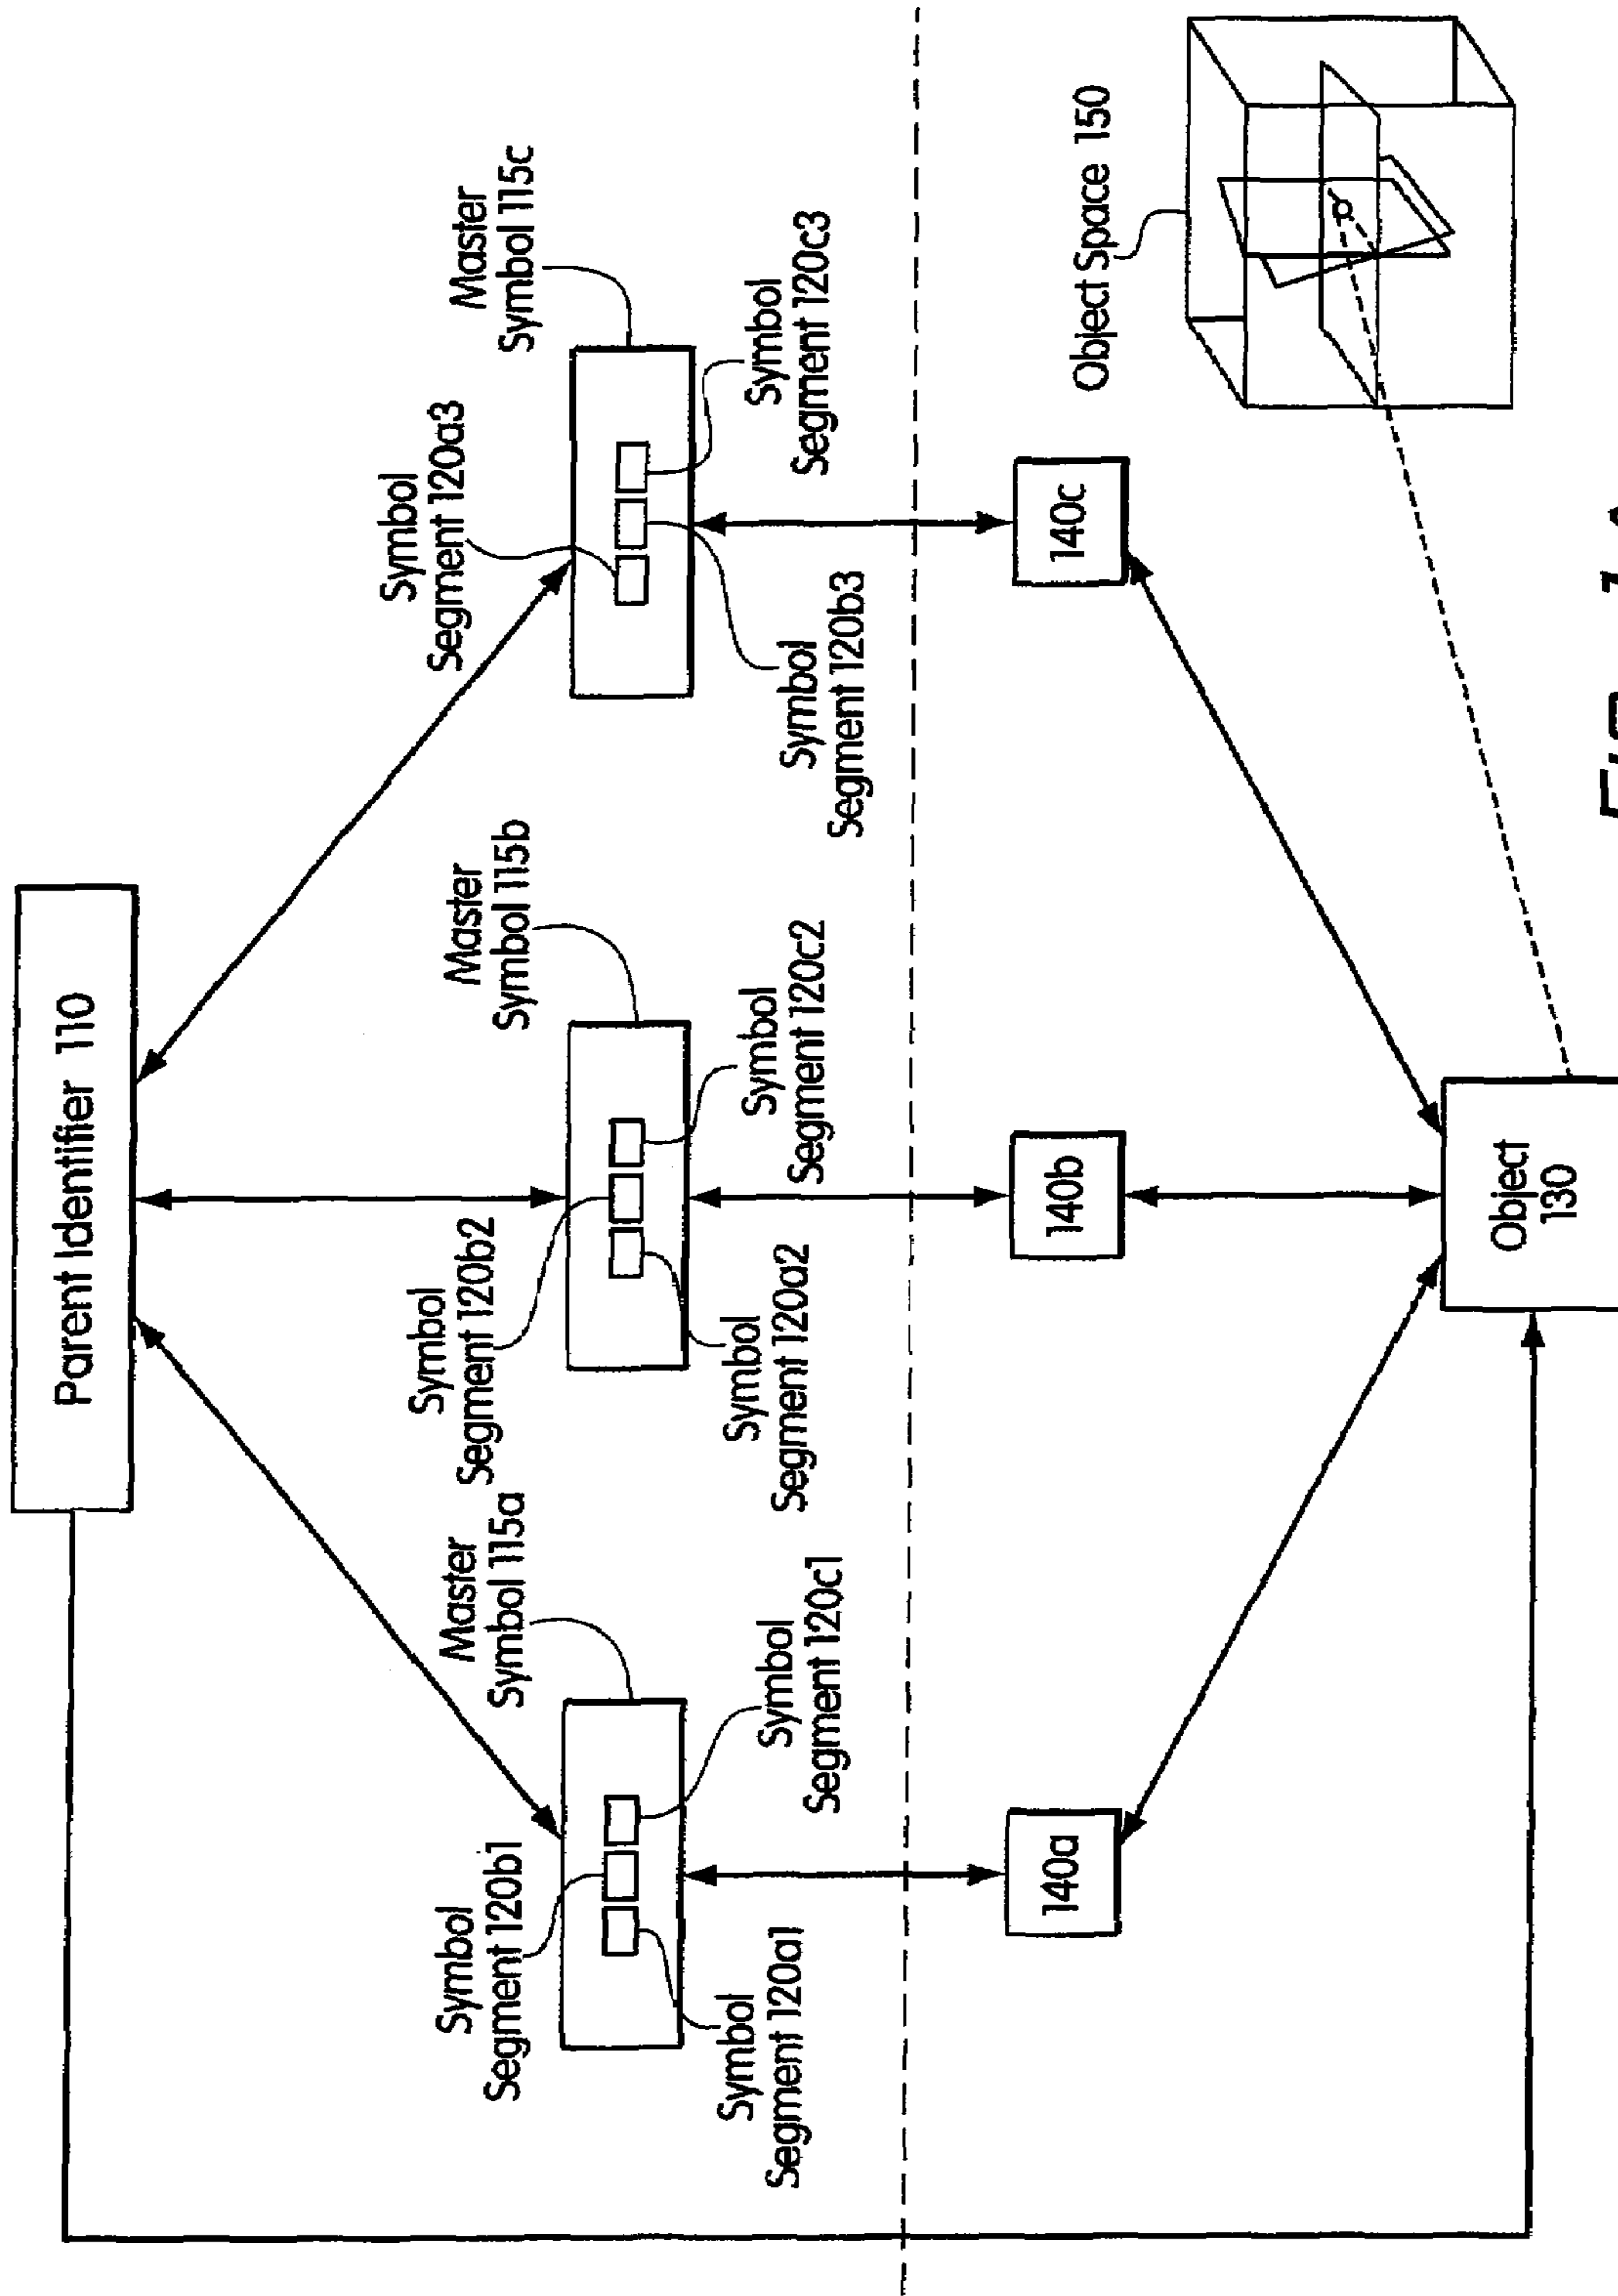 Parent Identifier 110
Master
Symbol 115a
Symbol
Segment 120b1
Symbol
Segment 120a1
Symbol
Segment 120c1
Master
Symbol 115b
Symbol
Segment 120b2
Symbol
Segment 120a2
Symbol
Segment 120c2
Master
Symbol 115c
Symbol
Segment 120a3
Symbol
Segment 120b3
Symbol
Segment 120c3
140a
140b
140c
Object
130
Object Space 150